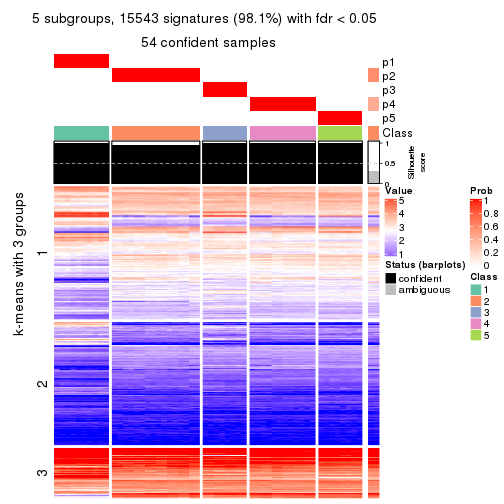 5 subgroups, 15543 signatures (98.1%) with fdr < 0.05
54 confident samples
p1
p2
p3
p4
p5
Class
1
0.5
0
Silhouette
score
k-means with 3 groups
1
2
3
Value
5
4
3
2
1
Status (barplots)
confident
ambiguous
Prob
1
0.8
0.6
0.4
0.2
0
Class
1
2
3
4
5